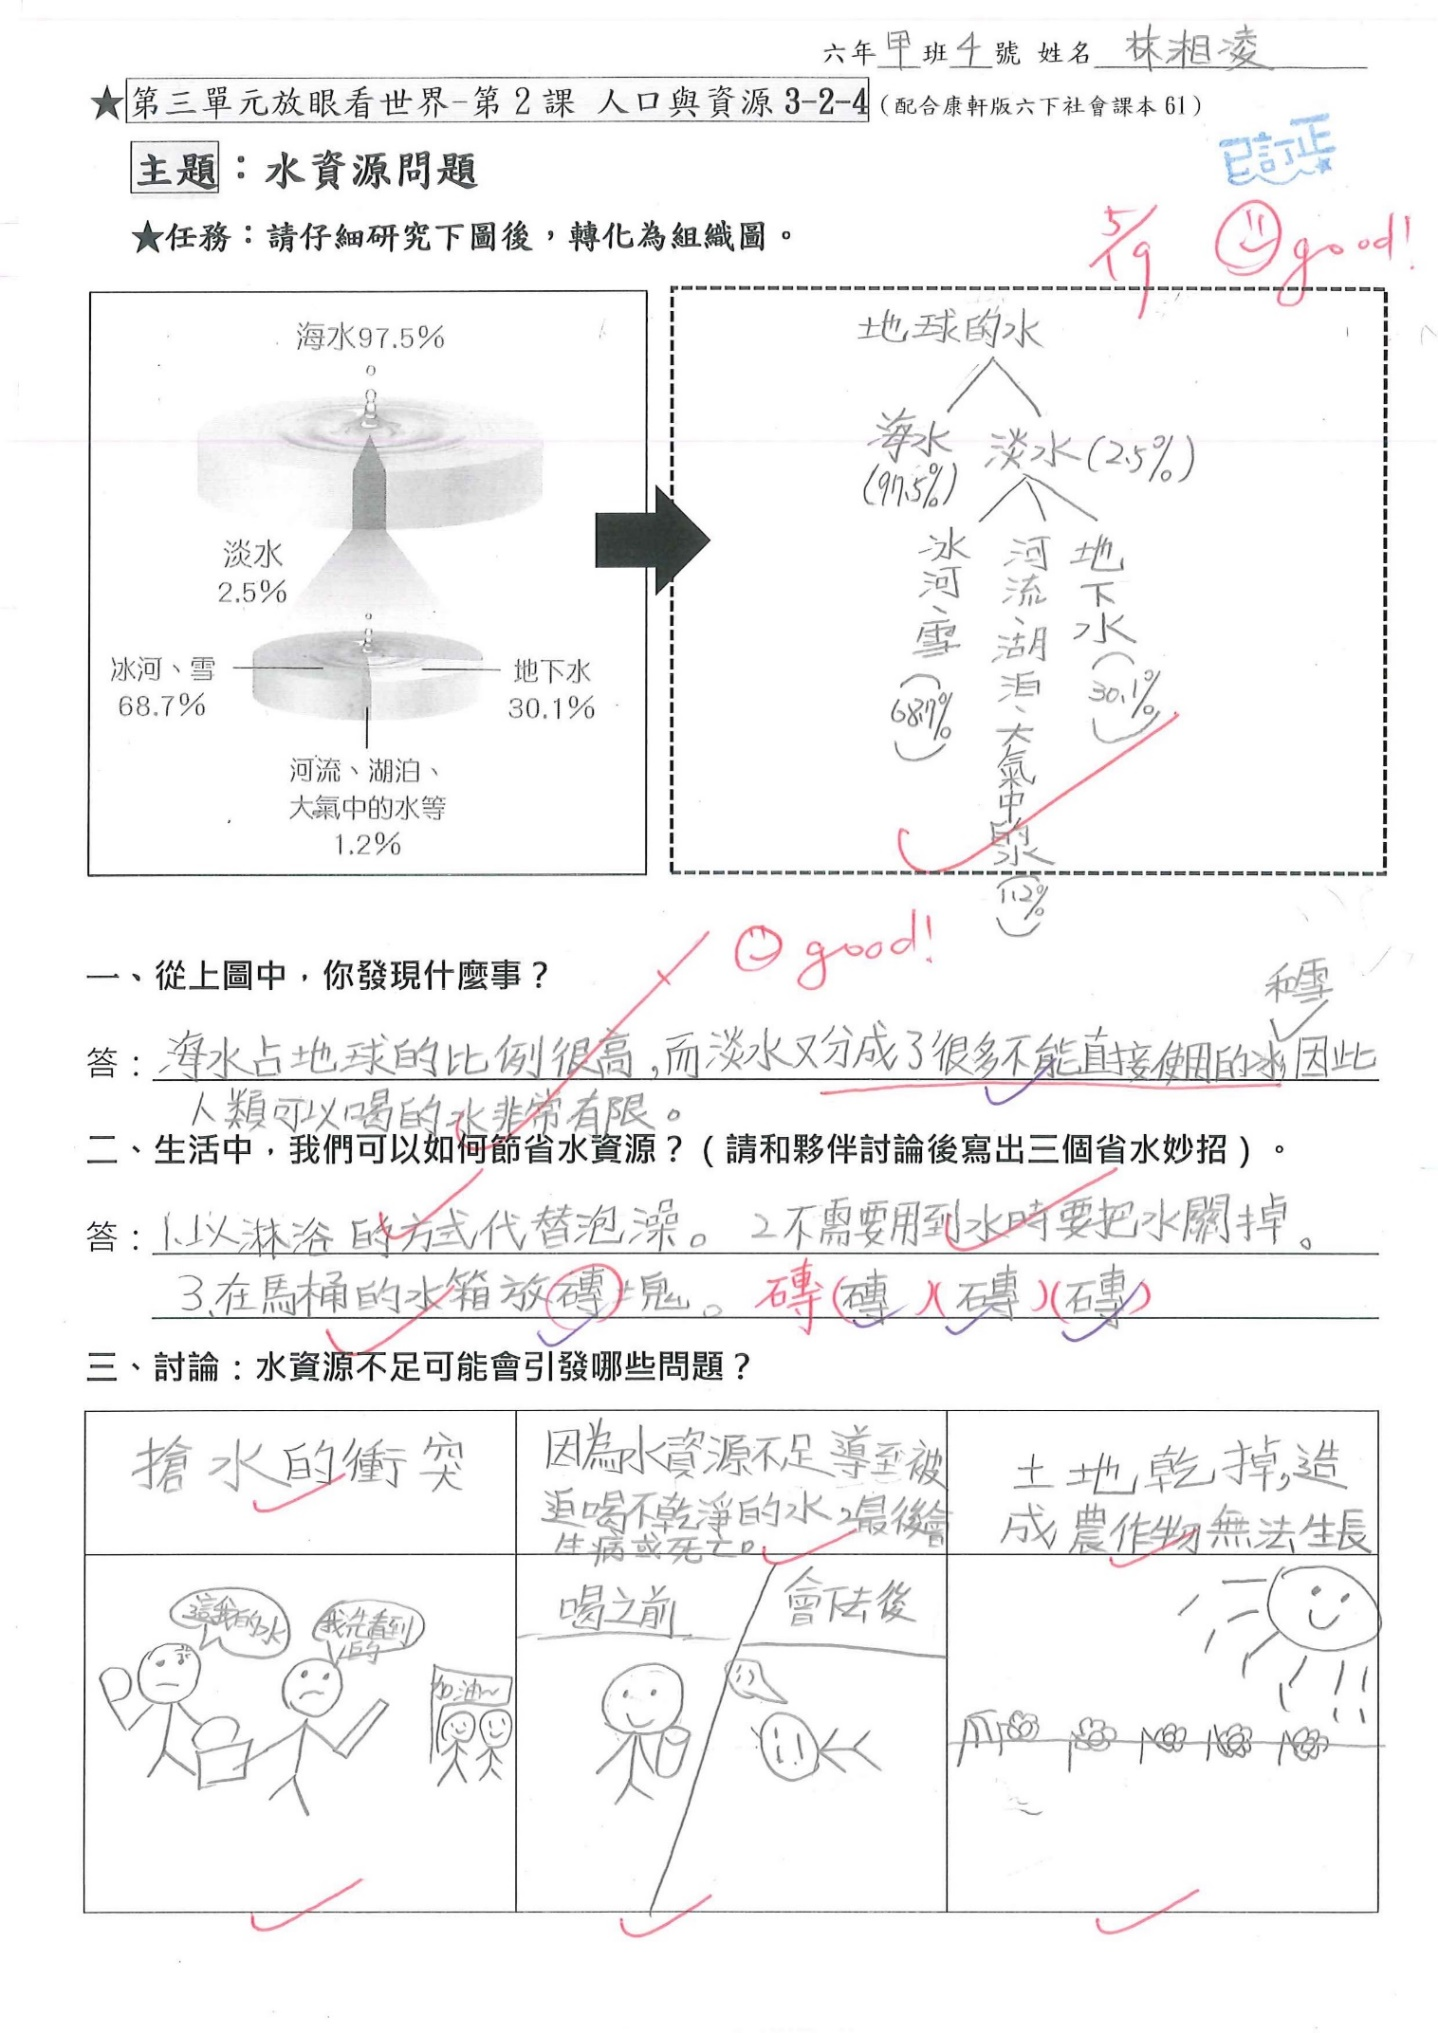 六年甲班4號 姓名 林湘淩
★第三單元放眼看世界-第2課 人口與資源3-2-4(配合康軒版六下社會課本61)
已訂正
主題：水資源問題
5/19 good!
★任務：請仔細研究下圖後，轉化為組織圖。
海水97.5%
淡水
2.5%
冰河、雪
68.7%
地下水
30.1%
河流、湖泊、
大氣中的水等
1.2%
地球的水
海水 淡水(2.5%)
(97.5%)
冰河、雪(68.7%)
河流、湖泊、大氣中的水(1.2%)
地下水(30.1%)
good!
一、從上圖中，你發現什麼事？
和雪
答：海水占地球的比例很高，而淡水又分成了很多不能直接使用的冰，因此
人類可以喝的水非常有限。
二、生活中，我們可以如何節省水資源？(請和夥伴討論後寫出三個省水妙招)。
答：1.以淋浴的方式代替泡澡。 2.不需要用到水時要把水關掉。
3.在馬桶的水箱放磚塊。 磚(磚)(磚)(磚)
三、討論：水資源不足可能會引發哪些問題？
搶水的衝突
因為水資源不足導至被
迫喝不乾淨的水，最後會
生病或死亡。
土地乾掉，造
成農作物無法生長
這我的水
我先看到
的
加油~
喝之前
喝下去後